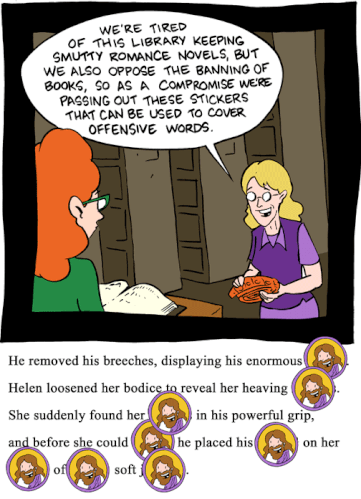 WE'RE TIRED
OF THIS LIBRARY KEEPING
SMUTTY ROMANCE NOVELS, BUT
WE ALSO OPPOSE THE BANNING OF
BOOKS, SO AS A COMPROMISE WE'RE
PASSING OUT THESE STICKERS
THAT CAN BE USED TO COVER
OFFENSIVE WORDS.
He removed his breeches, displaying his enormous .
Helen loosened her bodice to reveal her heaving s.
She suddenly found her in his powerful grip,
and before she could he placed his on her
of soft .